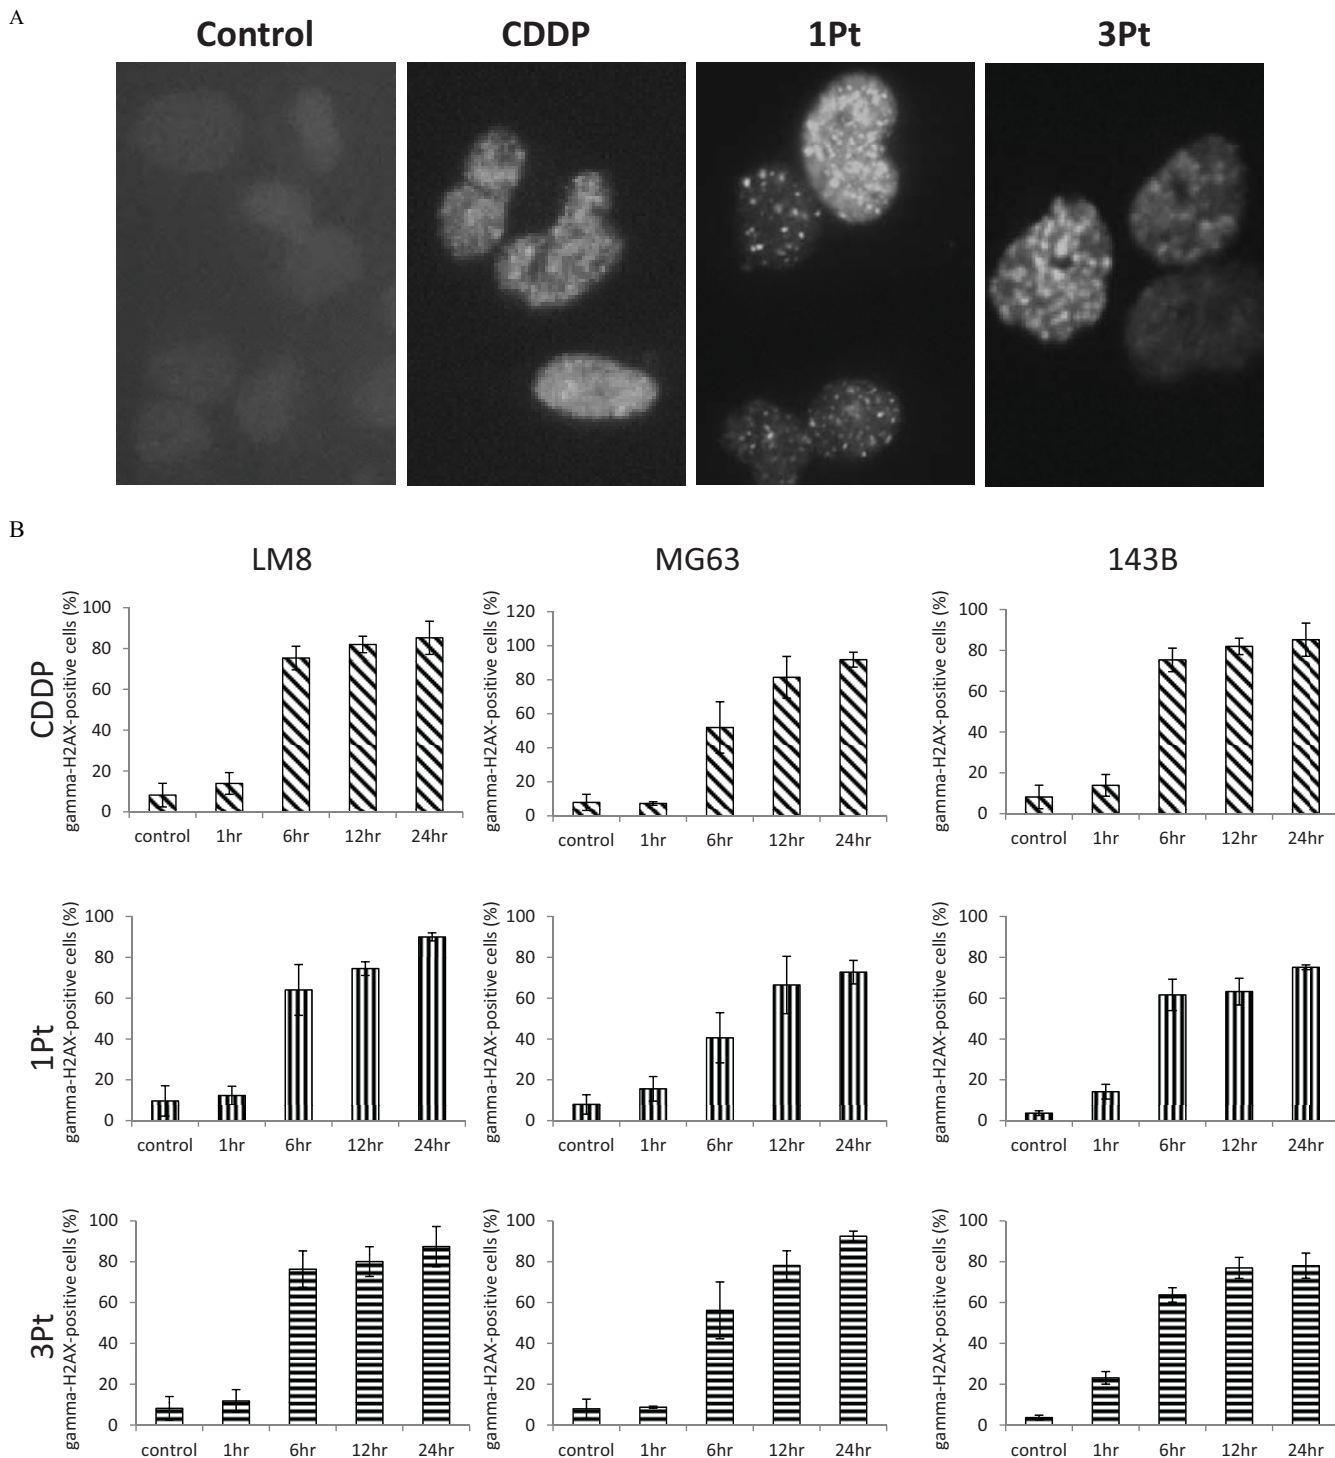 A
Control CDDP 1Pt 3Pt
B
LM8 MG63 143B
CDDP
gamma-H2AX-positive cells (%)
100
80
60
40
20
0
control 1hr 6hr 12hr 24hr
gamma-H2AX-positive cells (%)
120
100
80
60
40
20
0
control 1hr 6hr 12hr 24hr
gamma-H2AX-positive cells (%)
100
80
60
40
20
0
control 1hr 6hr 12hr 24hr
1Pt
gamma-H2AX-positive cells (%)
100
80
60
40
20
0
control 1hr 6hr 12hr 24hr
gamma-H2AX-positive cells (%)
100
80
60
40
20
0
control 1hr 6hr 12hr 24hr
gamma-H2AX-positive cells (%)
100
80
60
40
20
0
control 1hr 6hr 12hr 24hr
3Pt
gamma-H2AX-positive cells (%)
100
80
60
40
20
0
control 1hr 6hr 12hr 24hr
gamma-H2AX-positive cells (%)
100
80
60
40
20
0
control 1hr 6hr 12hr 24hr
gamma-H2AX-positive cells (%)
100
80
60
40
20
0
control 1hr 6hr 12hr 24hr